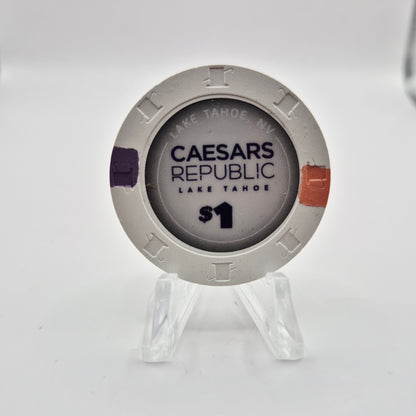 LAKE TAHOE, NV
CAESARS
REPUBLIC
LAKE TAHOE
$1